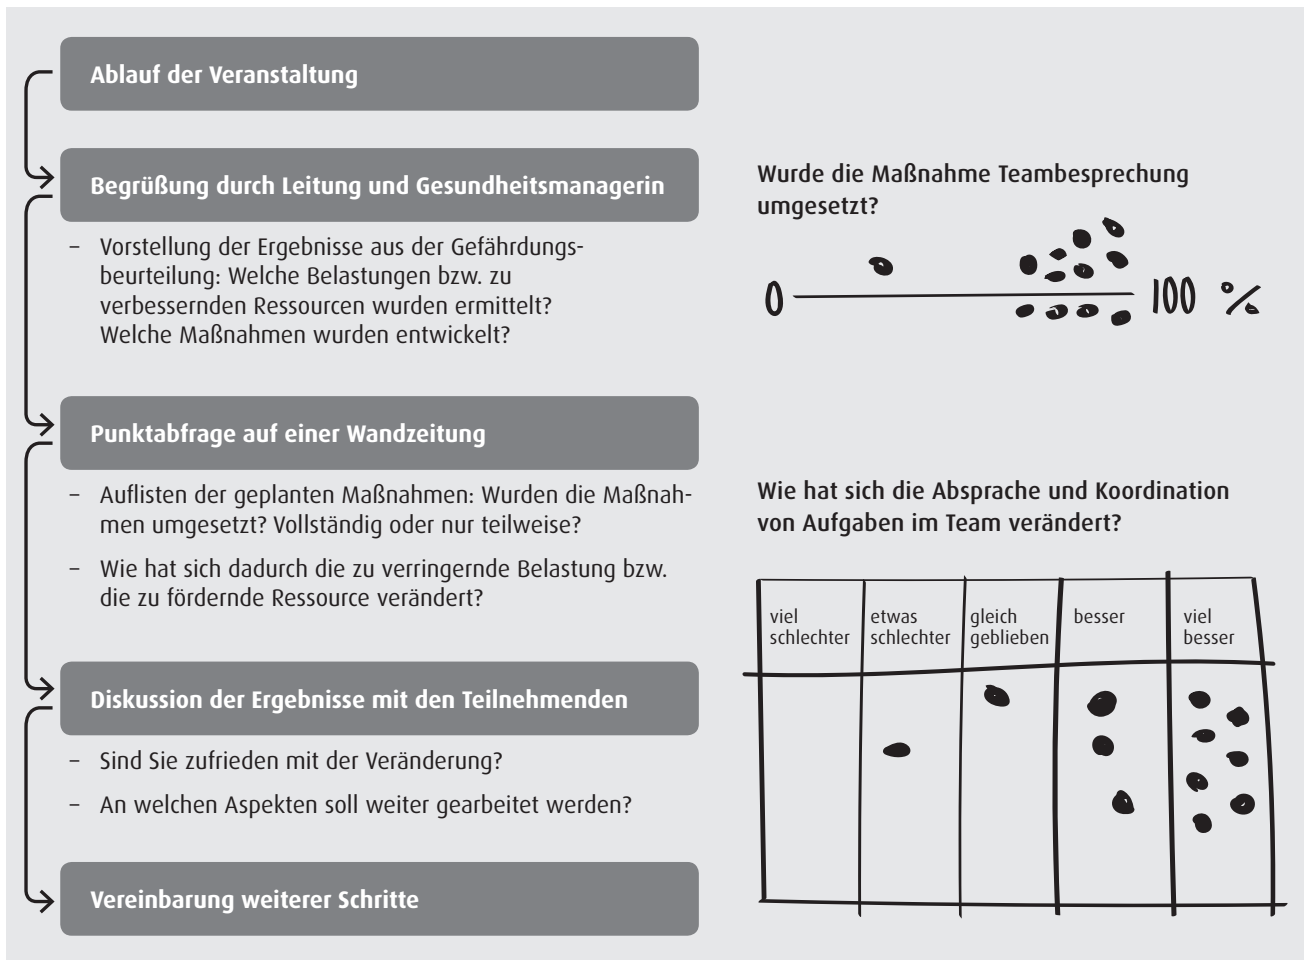 Ablauf der Veranstaltung
Begrüßung durch Leitung und Gesundheitsmanagerin
– Vorstellung der Ergebnisse aus der Gefährdungs-
beurteilung: Welche Belastungen bzw. zu
verbessernden Ressourcen wurden ermittelt?
Welche Maßnahmen wurden entwickelt?
Punktabfrage auf einer Wandzeitung
– Auflisten der geplanten Maßnahmen: Wurden die Maßnah-
men umgesetzt? Vollständig oder nur teilweise?
– Wie hat sich dadurch die zu verringernde Belastung bzw.
die zu fördernde Ressource verändert?
Diskussion der Ergebnisse mit den Teilnehmenden
– Sind Sie zufrieden mit der Veränderung?
– An welchen Aspekten soll weiter gearbeitet werden?
Vereinbarung weiterer Schritte
Wurde die Maßnahme Teambesprechung
umgesetzt?
0 100 %
Wie hat sich die Absprache und Koordination
von Aufgaben im Team verändert?
viel
schlechter
etwas
schlechter
gleich
geblieben
besser
viel
besser